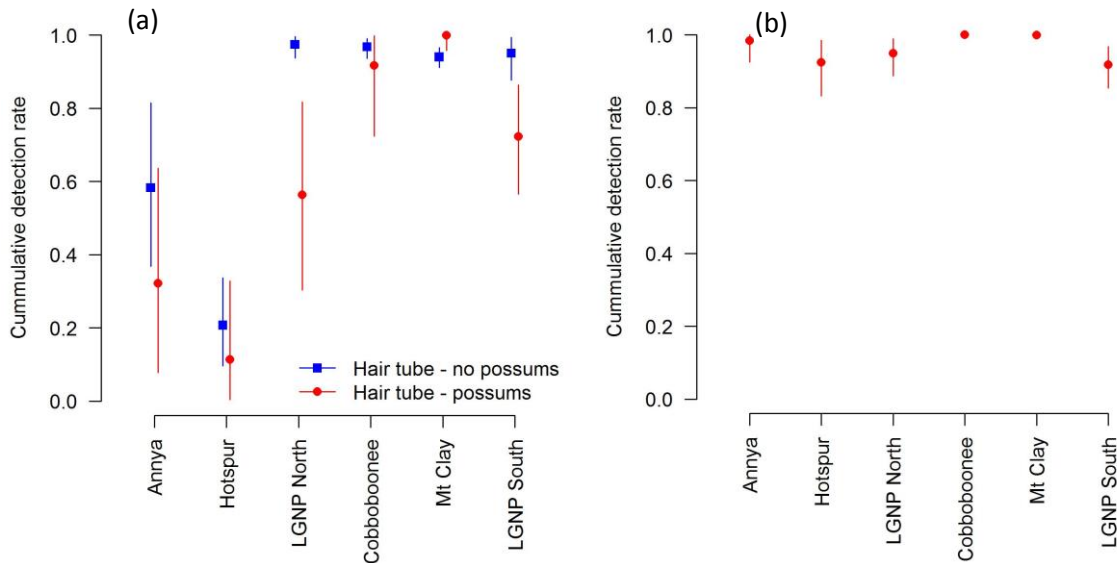 (a)
Cummulative detection rate
1.0
0.8
0.6
0.4
0.2
0.0
Hair tube - no possums
Hair tube - possums
Annya
Hotspur
LGNP North
Cobboboonee
Mt Clay
LGNP South
(b)
Cummulative detection rate
1.0
0.8
0.6
0.4
0.2
0.0
Annya
Hotspur
LGNP North
Cobboboonee
Mt Clay
LGNP South